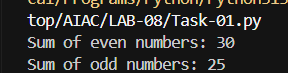 top/AIAC/LAB-08/Task-01.py
Sum of even numbers: 30
Sum of odd numbers: 25